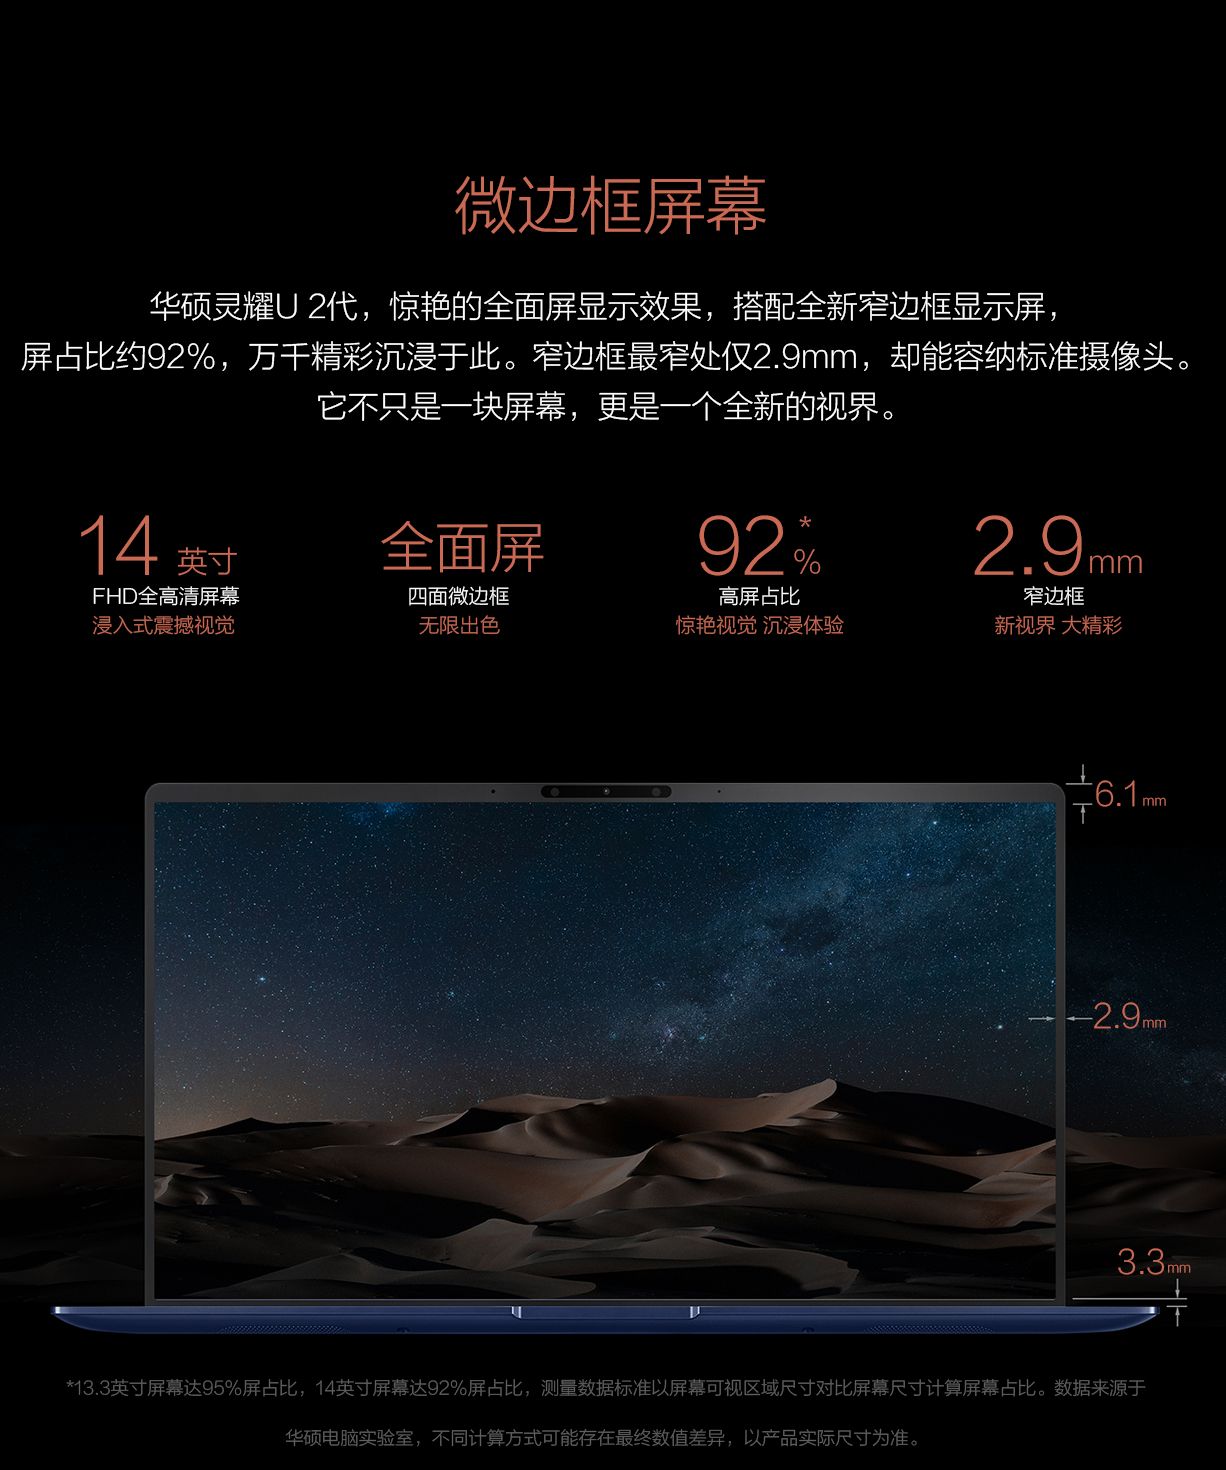 微边框屏幕
华硕灵耀U 2代，惊艳的全面屏显示效果，搭配全新窄边框显示屏，
屏占比约92%，万千精彩沉浸于此。窄边框最窄处仅2.9mm，却能容纳标准摄像头。
它不只是一块屏幕，更是一个全新的视界。
14 英寸
FHD全高清屏幕
浸入式震撼视觉
全面屏
四面微边框
无限出色
92%*
高屏占比
惊艳视觉 沉浸体验
2.9mm
窄边框
新视界 大精彩
6.1mm
2.9mm
3.3mm
*13.3英寸屏幕达95%屏占比，14英寸屏幕达92%屏占比，测量数据标准以屏幕可视区域尺寸对比屏幕尺寸计算屏幕占比。数据来源于
华硕电脑实验室，不同计算方式可能存在最终数值差异，以产品实际尺寸为准。